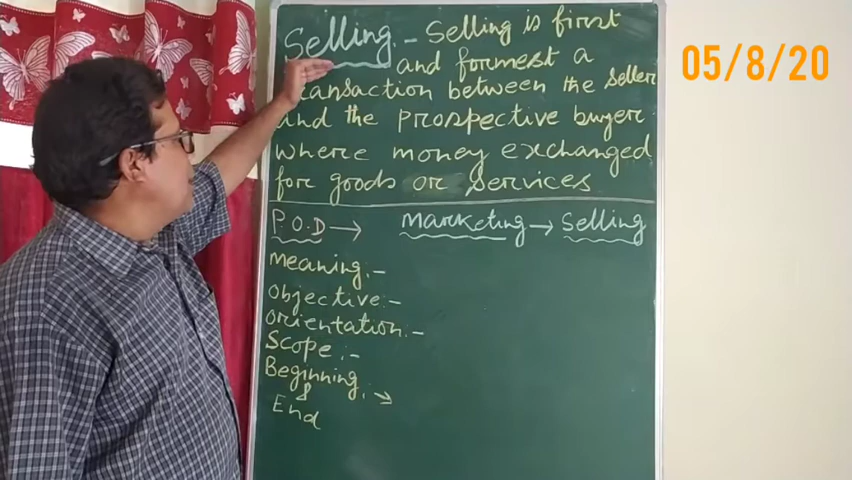 Selling.- Selling is first
and formest a
transaction between the seller
and the prospective buyer
where money exchanged
for goods or services
P.O.D → Marketing → Selling
Meaning.-
Objective.-
Orientation.-
Scope.-
Beginning
&
End
.→
05/8/20